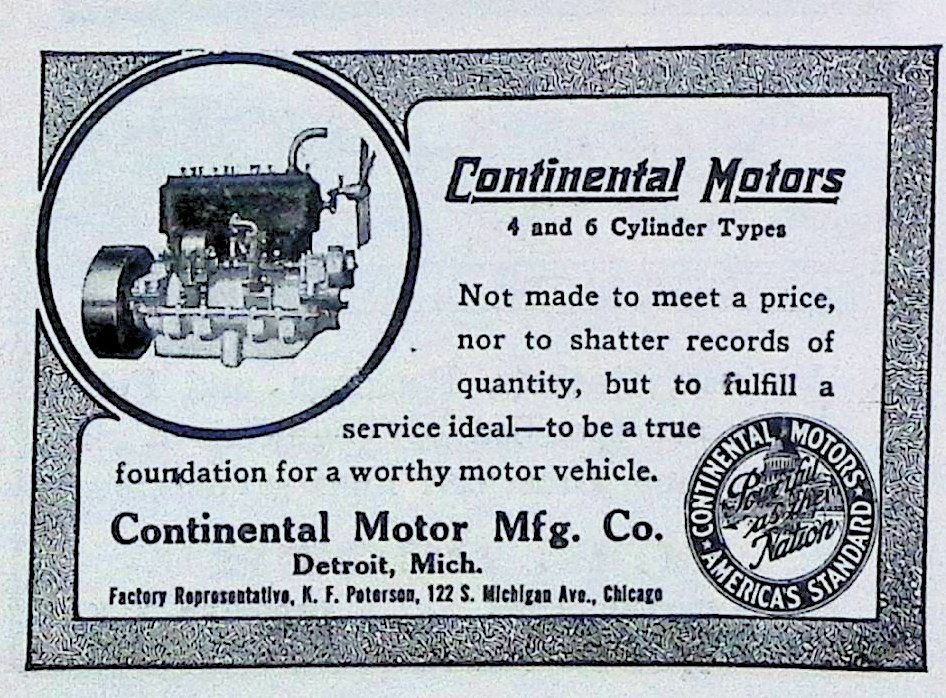 Continental Motors
4 and 6 Cylinder Types
Not made to meet a price,
nor to shatter records of
quantity, but to fulfill a
service ideal—to be a true
foundation for a worthy motor vehicle.
Continental Motor Mfg. Co.
Detroit, Mich.
Factory Representative, K. F. Peterson, 122 S. Michigan Ave., Chicago
CONTINENTAL MOTORS
Powerful
as the
Nation
AMERICA'S STANDARD